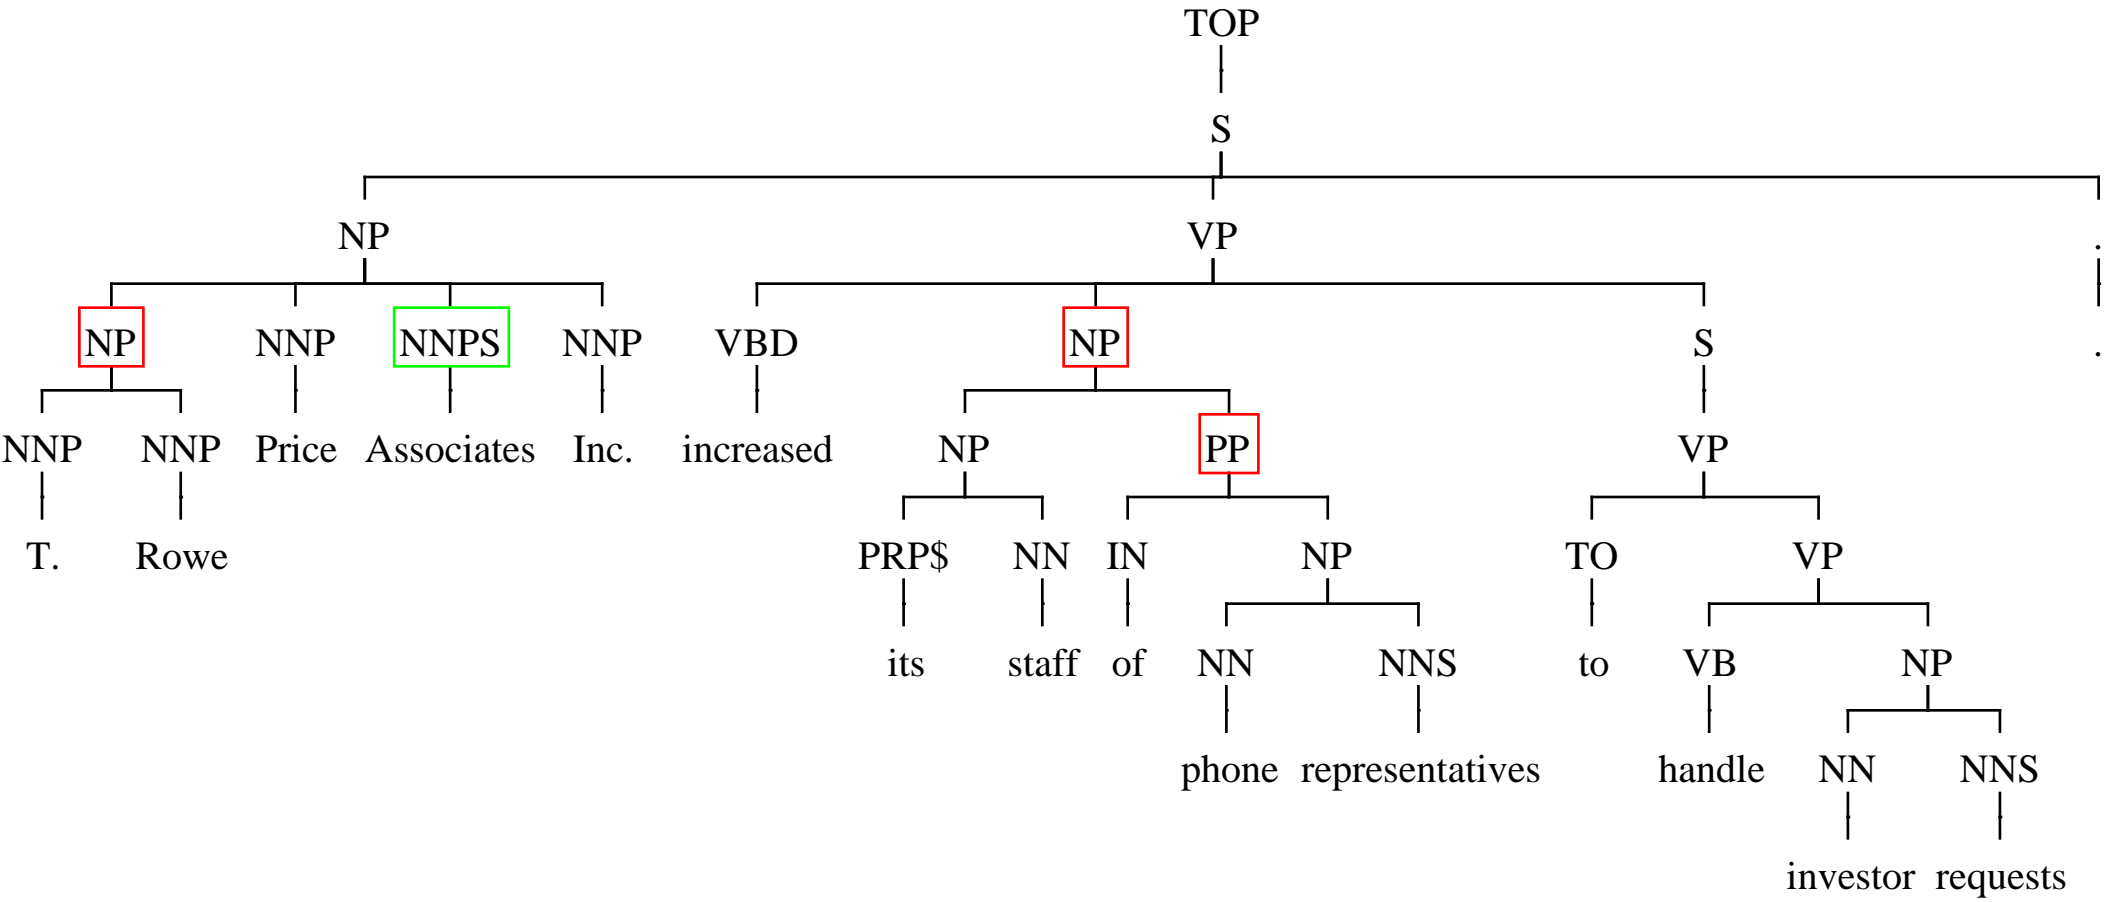 TOP
S
NP VP .
NP NNP NNPS NNP VBD NP S .
NNP NNP Price Associates Inc. increased NP PP VP
T. Rowe PRP$ NN IN NP TO VP
its staff of NN NNS to VB NP
phone representatives handle NN NNS
investor requests